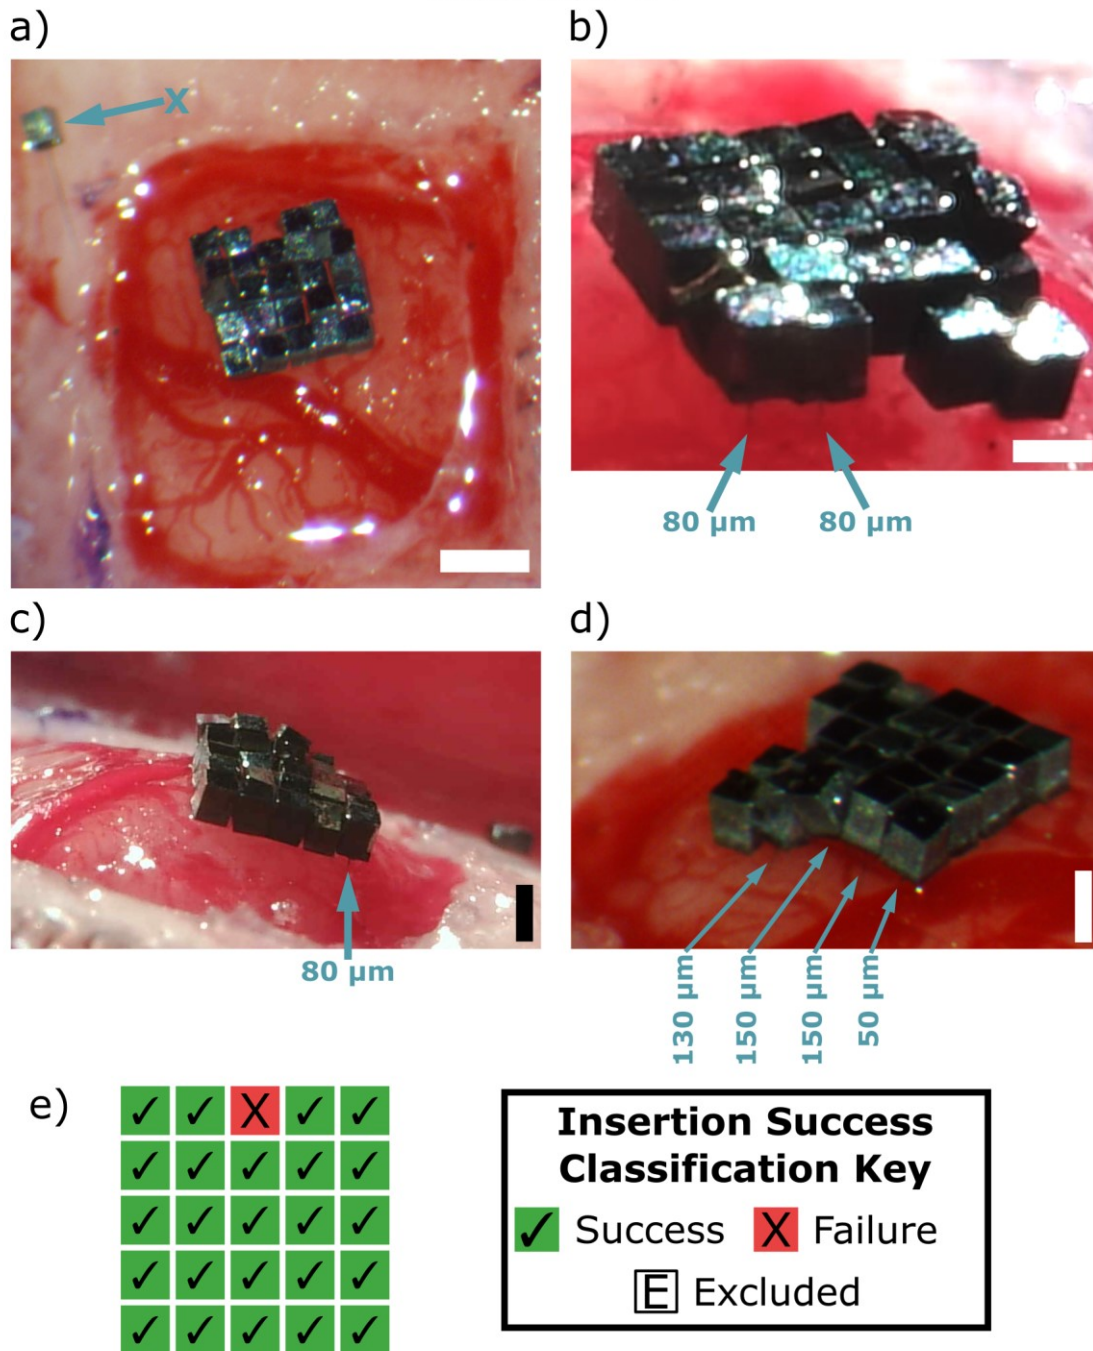 a)
X
b)
80 µm
80 µm
c)
80 µm
d)
130 µm
150 µm
150 µm
50 µm
e)
✓ ✓ X ✓ ✓
✓ ✓ ✓ ✓ ✓
✓ ✓ ✓ ✓ ✓
✓ ✓ ✓ ✓ ✓
✓ ✓ ✓ ✓ ✓
Insertion Success
Classification Key
✓ Success X Failure
E Excluded